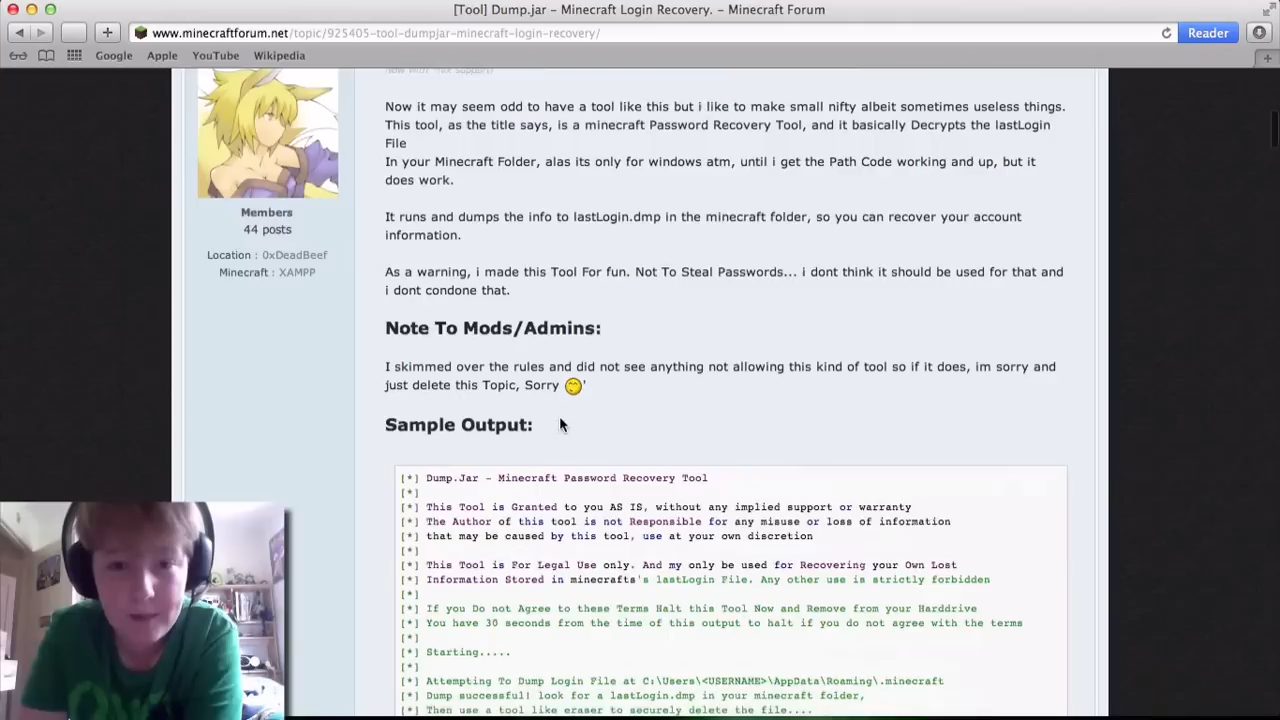 [Tool] Dump.jar - Minecraft Login Recovery. - Minecraft Forum
www.minecraftforum.net/topic/925405-tool-dumpjar-minecraft-login-recovery/
Reader
Google
Apple
YouTube
Wikipedia
Now it may seem odd to have a tool like this but i like to make small nifty albeit sometimes useless things.
This tool, as the title says, is a minecraft Password Recovery Tool, and it basically Decrypts the lastLogin
File
In your Minecraft Folder, alas its only for windows atm, until i get the Path Code working and up, but it
does work.
It runs and dumps the info to lastLogin.dmp in the minecraft folder, so you can recover your account
information.
As a warning, i made this Tool For fun. Not To Steal Passwords... i dont think it should be used for that and
i dont condone that.
Note To Mods/Admins:
I skimmed over the rules and did not see anything not allowing this kind of tool so if it does, im sorry and
just delete this Topic, Sorry '
Sample Output:
Members
44 posts
Location : 0xDeadBeef
Minecraft : XAMPP
[*] Dump.Jar - Minecraft Password Recovery Tool
[*]
[*] This Tool is Granted to you AS IS, without any implied support or warranty
[*] The Author of this tool is not Responsible for any misuse or loss of information
[*] that may be caused by this tool, use at your own discretion
[*]
[*] This Tool is For Legal Use only. And my only be used for Recovering your Own Lost
[*] Information Stored in minecrafts's lastLogin File. Any other use is strictly forbidden
[*]
[*] If you Do not Agree to these Terms Halt this Tool Now and Remove from your Harddrive
[*] You have 30 seconds from the time of this output to halt if you do not agree with the terms
[*]
[*] Starting.....
[*]
[*] Attempting To Dump Login File at C:\Users\<USERNAME>\AppData\Roaming\.minecraft
[*] Dump successful! look for a lastLogin.dmp in your minecraft folder,
[*] Then use a tool like eraser to securely delete the file....